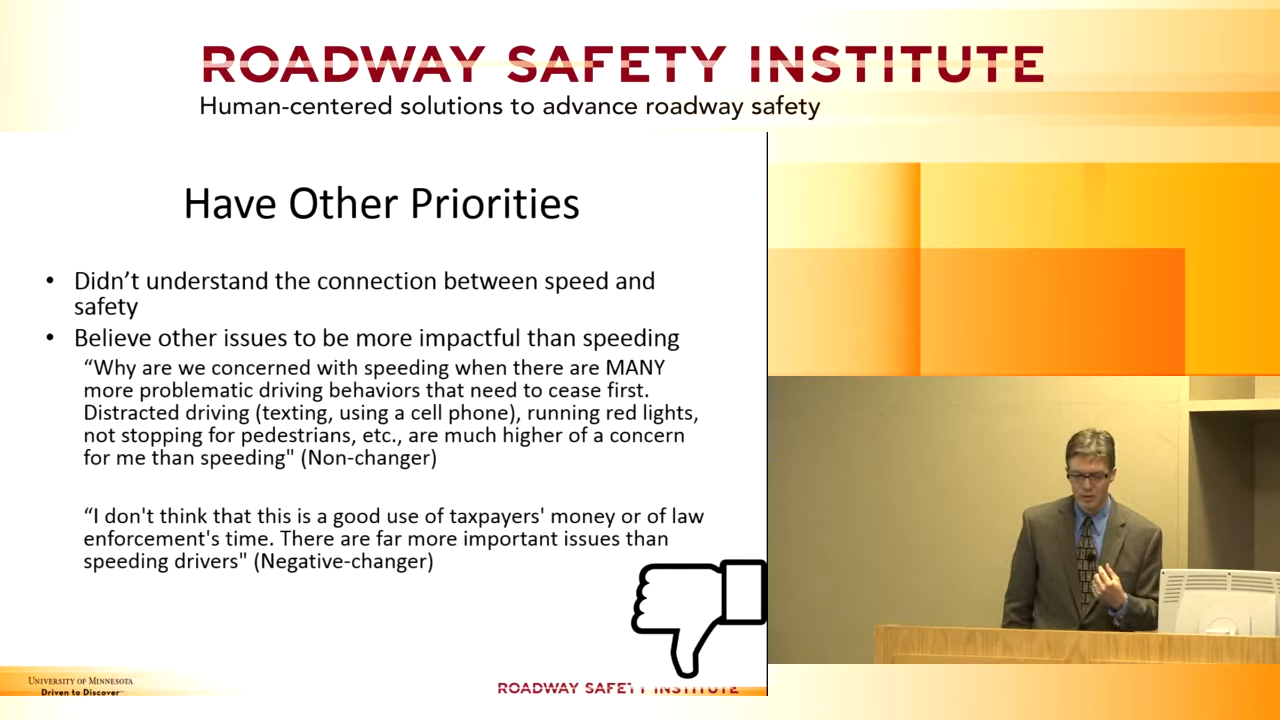 ROADWAY SAFETY INSTITUTE
Human-centered solutions to advance roadway safety
Have Other Priorities
• Didn’t understand the connection between speed and
safety
• Believe other issues to be more impactful than speeding
“Why are we concerned with speeding when there are MANY
more problematic driving behaviors that need to cease first.
Distracted driving (texting, using a cell phone), running red lights,
not stopping for pedestrians, etc., are much higher of a concern
for me than speeding" (Non-changer)
“I don't think that this is a good use of taxpayers' money or of law
enforcement's time. There are far more important issues than
speeding drivers" (Negative-changer)
UNIVERSITY OF MINNESOTA
Driven to Discover
ROADWAY SAFETY INSTITUTE